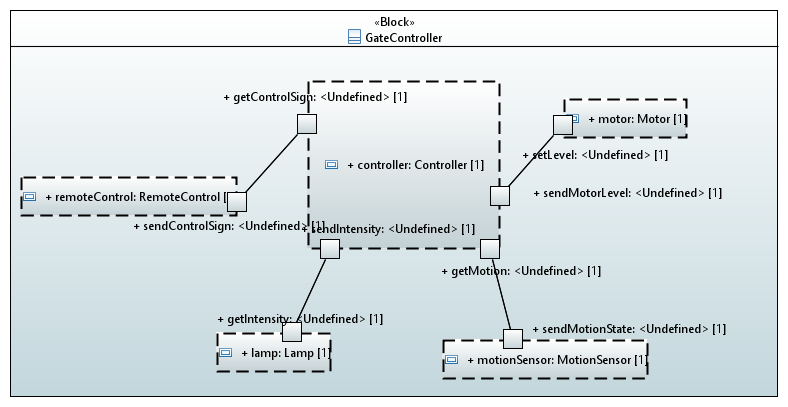 «Block»
GateController
+ getControlSign: <Undefined> [1]
+ motor: Motor [1]
+ setLevel: <Undefined> [1]
+ controller: Controller [1]
+ sendMotorLevel: <Undefined> [1]
+ remoteControl: RemoteControl [
+ sendControlSign: <Undefined> [1]
sendIntensity: <Undefined> [1]
+ getMotion: <Undefined> [1]
+ getIntensity: <Undefined> [1]
+ sendMotionState: <Undefined> [1]
+ lamp: Lamp [1]
+ motionSensor: MotionSensor [1]